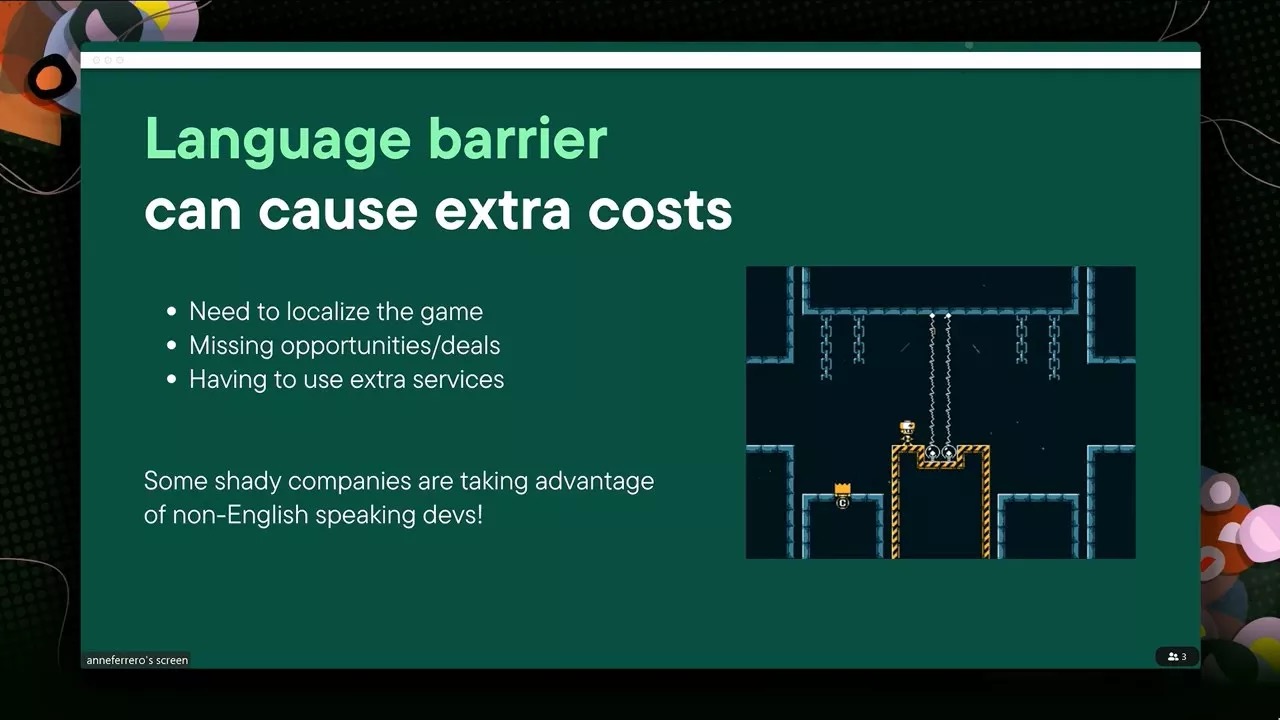 Language barrier
can cause extra costs
• Need to localize the game
• Missing opportunities/deals
• Having to use extra services
Some shady companies are taking advantage
of non-English speaking devs!
C
anneferrero's screen
3